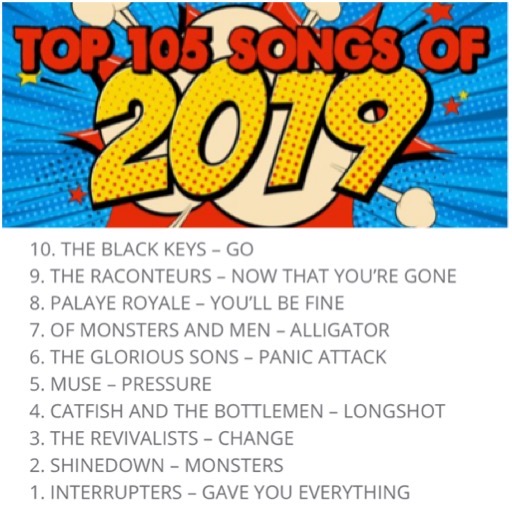 TOP 105 SONGS OF
2019
10. THE BLACK KEYS – GO
9. THE RACONTEURS – NOW THAT YOU’RE GONE
8. PALAYE ROYALE – YOU’LL BE FINE
7. OF MONSTERS AND MEN – ALLIGATOR
6. THE GLORIOUS SONS – PANIC ATTACK
5. MUSE – PRESSURE
4. CATFISH AND THE BOTTLEMEN – LONGSHOT
3. THE REVIVALISTS – CHANGE
2. SHINEDOWN – MONSTERS
1. INTERRUPTERS – GAVE YOU EVERYTHING